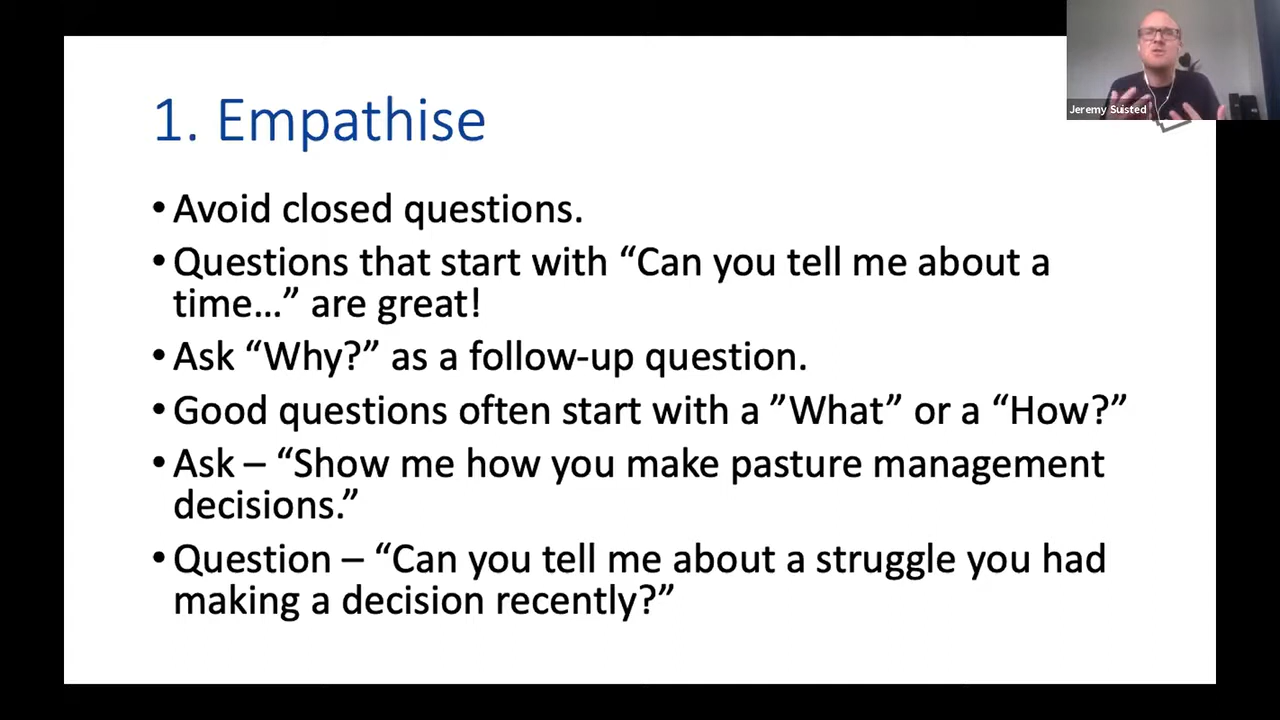 1. Empathise
Jeremy Suisted
• Avoid closed questions.
• Questions that start with “Can you tell me about a
time…” are great!
• Ask “Why?” as a follow-up question.
• Good questions often start with a ”What” or a “How?”
• Ask – “Show me how you make pasture management
decisions.”
• Question – “Can you tell me about a struggle you had
making a decision recently?”